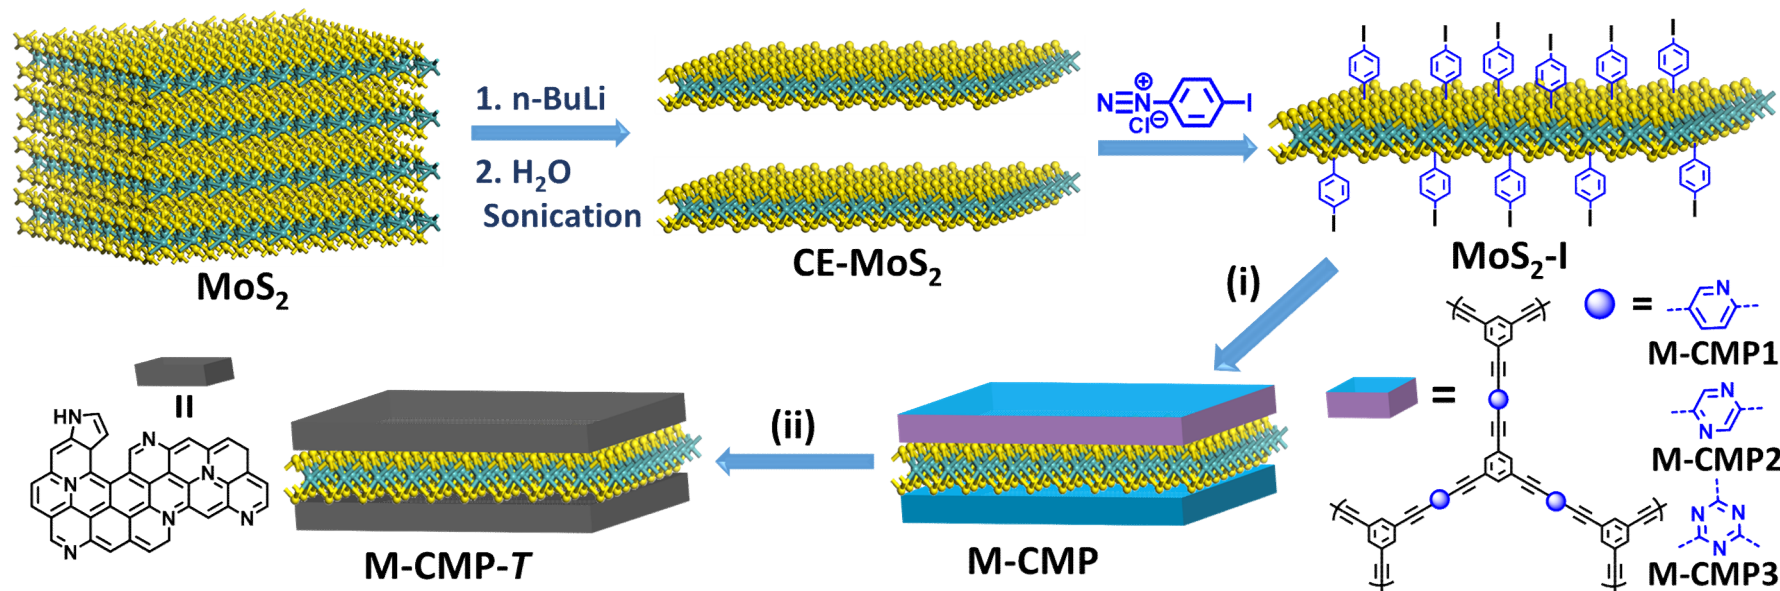 1. n-BuLi
2. H₂O
Sonication
MoS₂
CE-MoS₂
N≡N⊕
Cl⊖
I
I I I I I I
I I I I I
MoS₂-I
(i)
=
M-CMP1
N
M-CMP2
N
N
M-CMP3
N
N
N
=
M-CMP
(ii)
M-CMP-T
=
HN
N
N
N
N
N